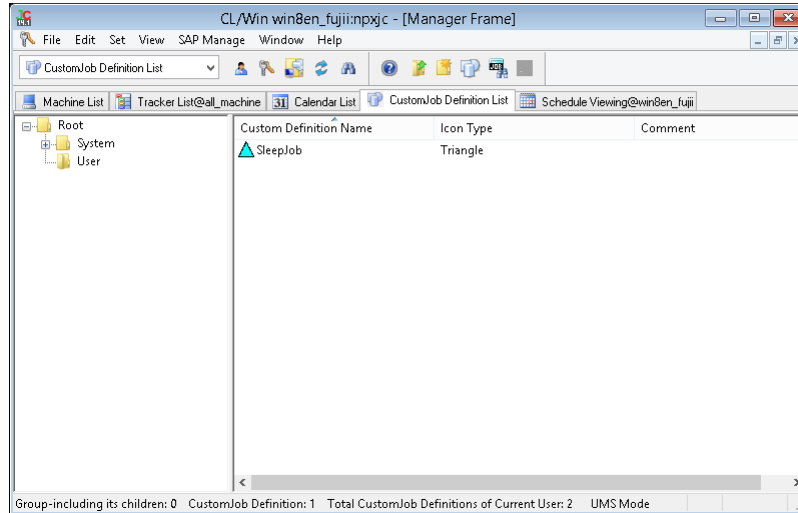 CL/Win win8en_fujii:npxjc - [Manager Frame]
File Edit Set View SAP Manage Window Help
CustomJob Definition List
Machine List Tracker List@all_machine 31 Calendar List CustomJob Definition List Schedule Viewing@win8en_fujii
Root
System
User
Custom Definition Name Icon Type Comment
SleepJob Triangle
Group-including its children: 0 CustomJob Definition: 1 Total CustomJob Definitions of Current User: 2 UMS Mode